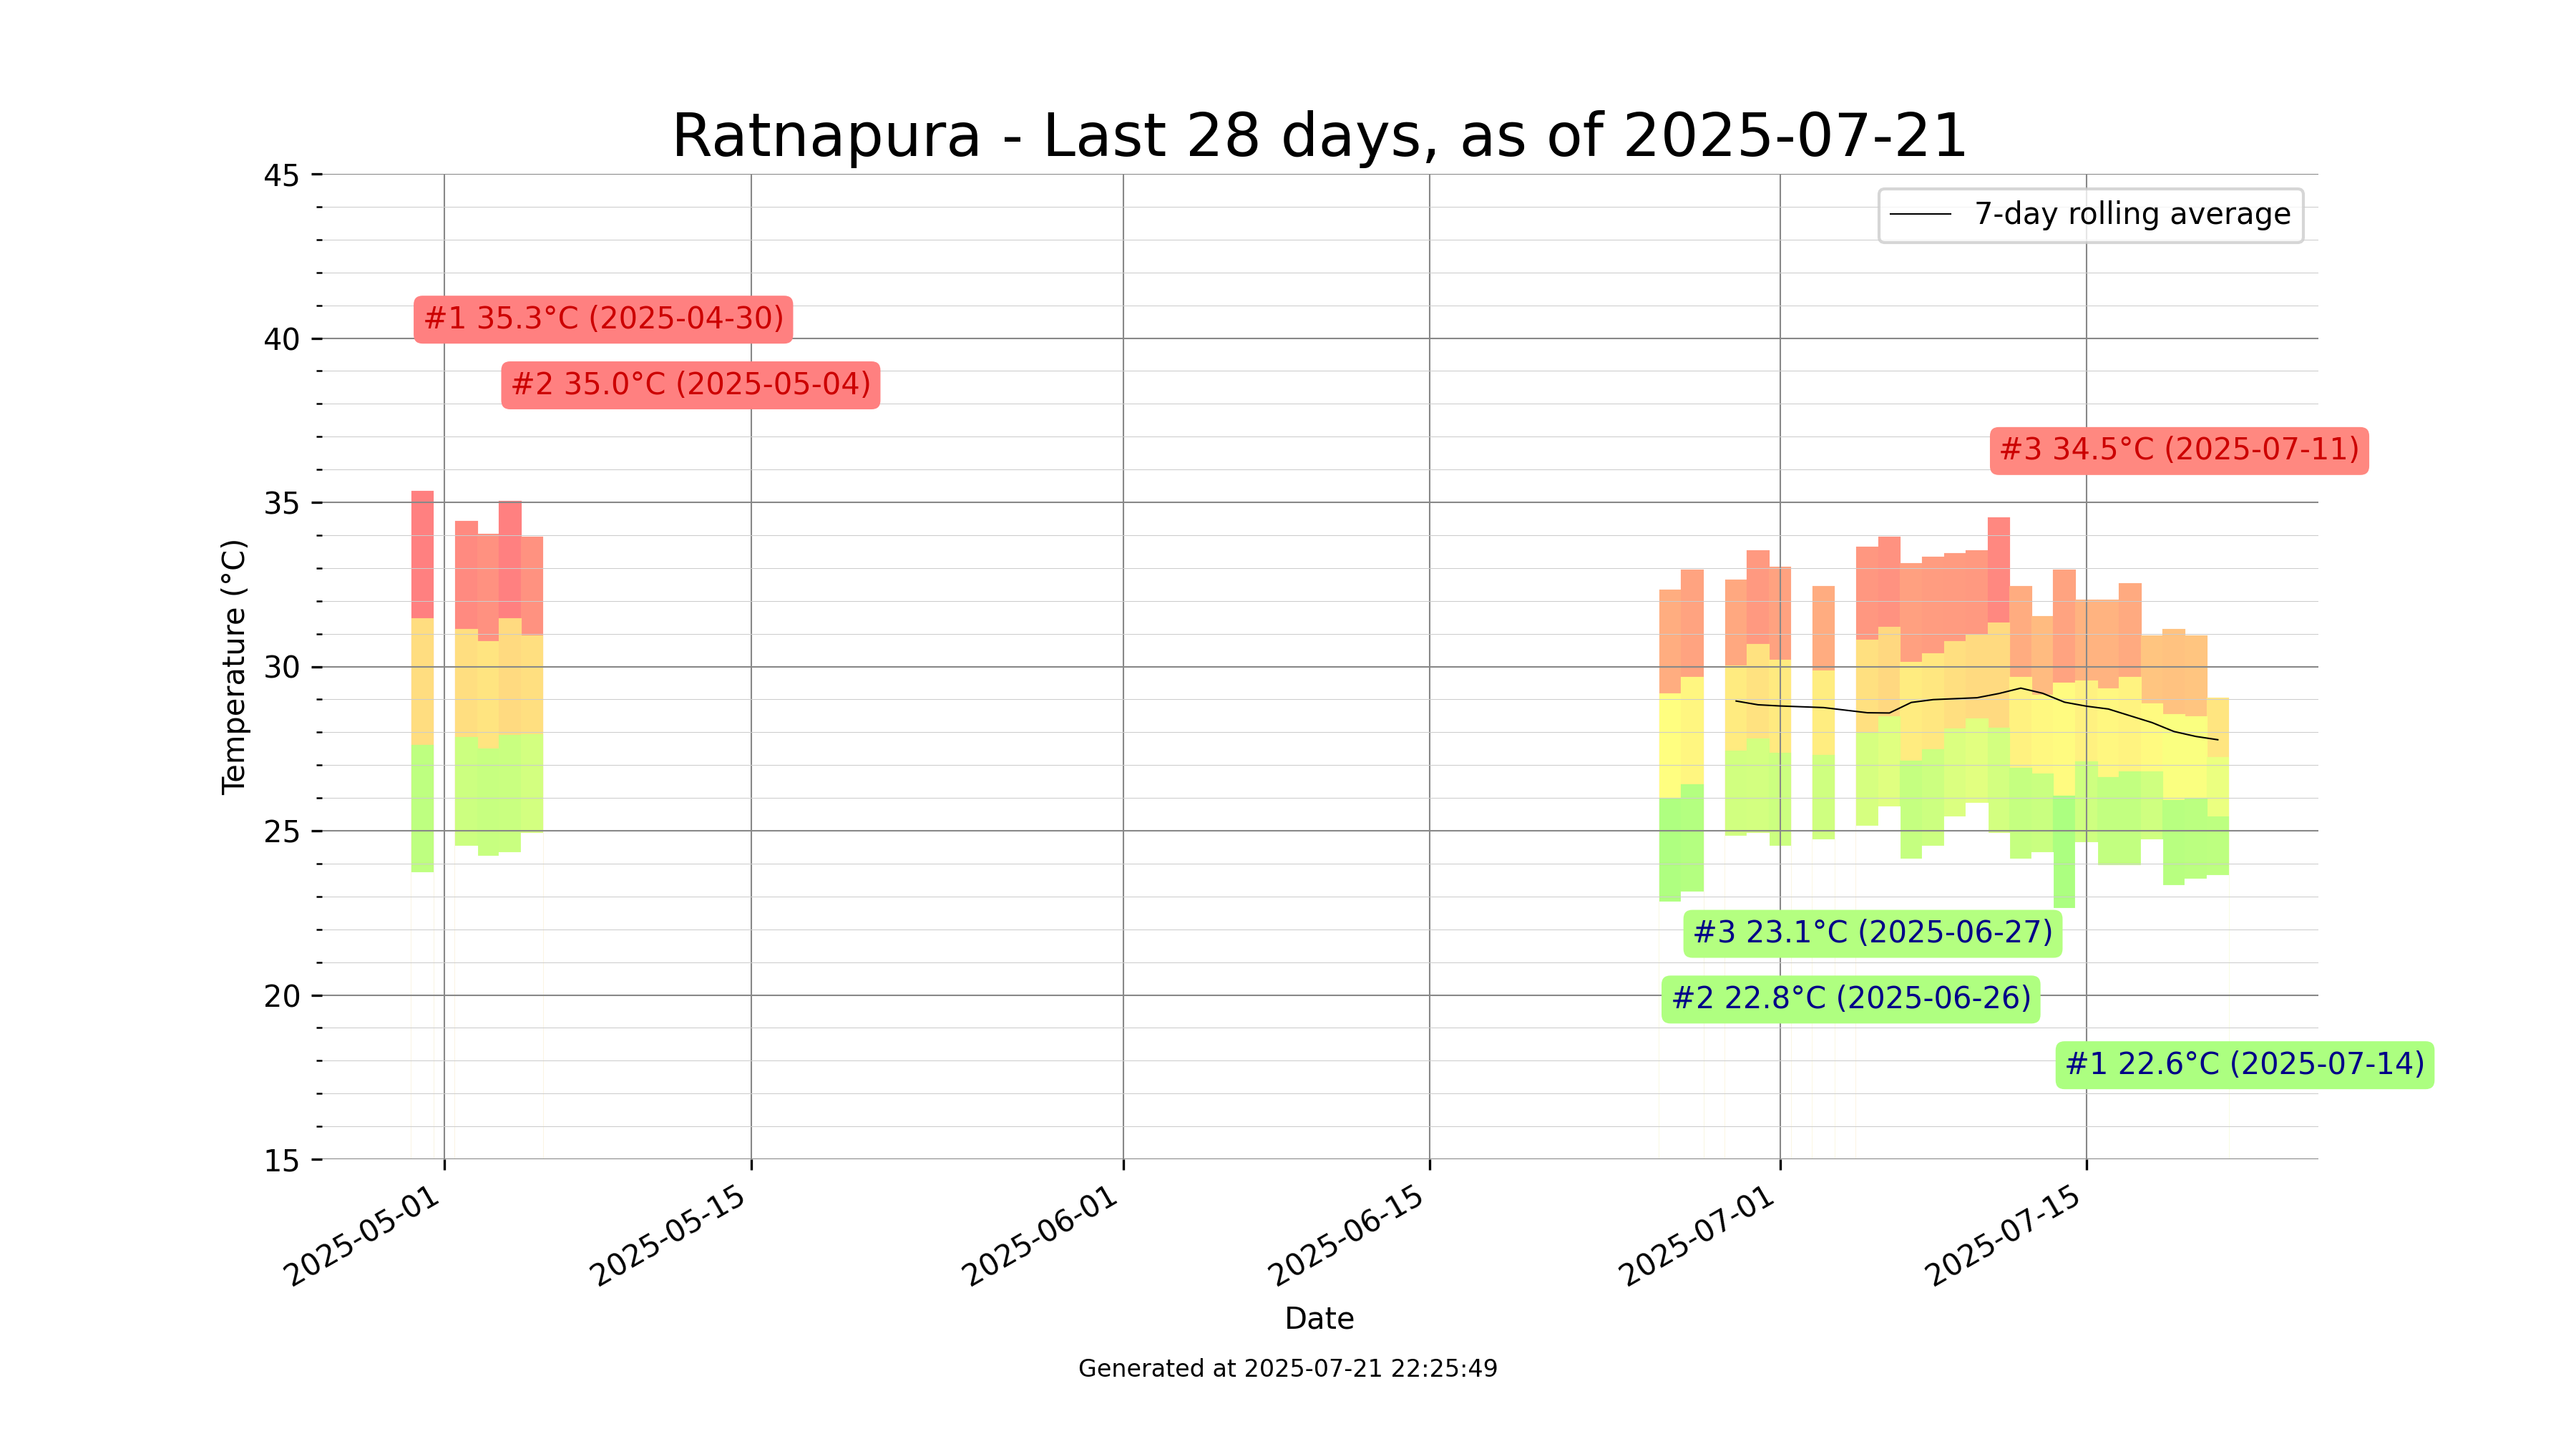 Ratnapura - Last 28 days, as of 2025-07-21
45
7-day rolling average
#1 35.3°C (2025-04-30)
40
#2 35.0°C (2025-05-04)
#3 34.5°C (2025-07-11)
35
Temperature (°C)
30
25
#3 23.1°C (2025-06-27)
20
#2 22.8°C (2025-06-26)
#1 22.6°C (2025-07-14)
15
2025-05-01
2025-05-15
2025-06-01
2025-06-15
2025-07-01
2025-07-15
Date
Generated at 2025-07-21 22:25:49